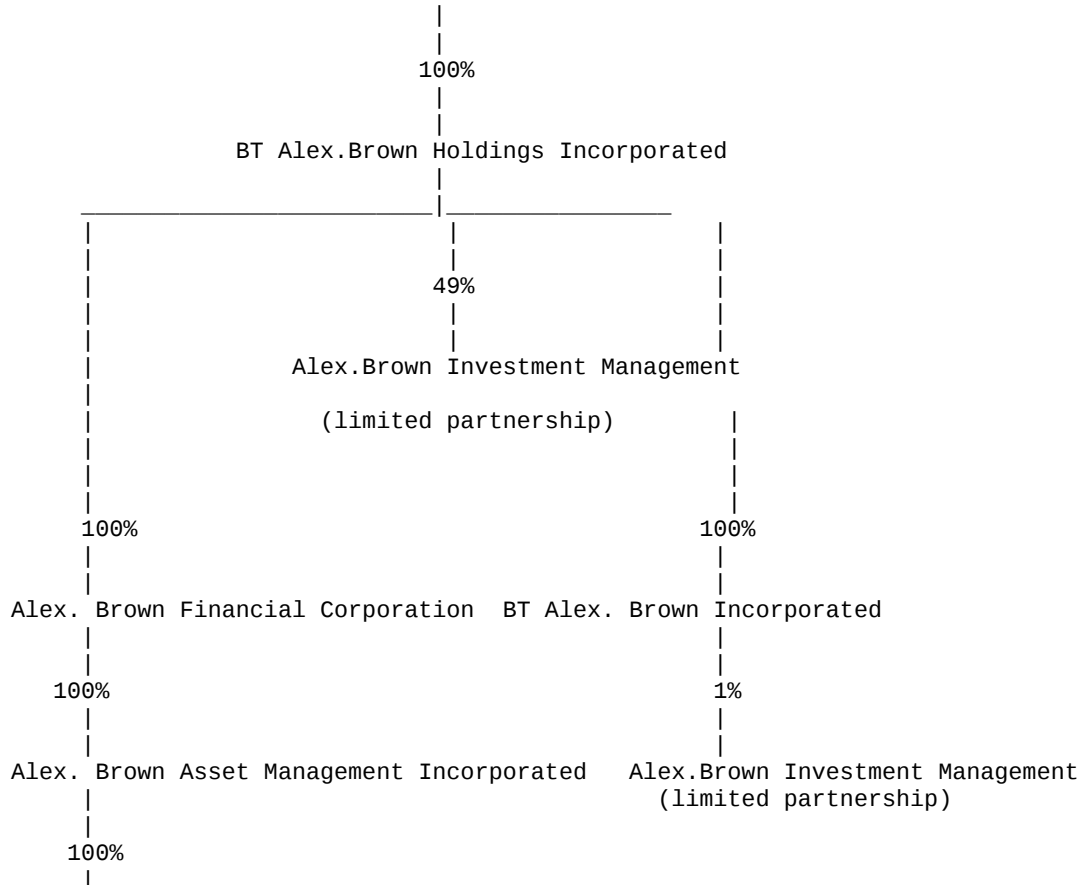 100%
BT Alex.Brown Holdings Incorporated
49%
Alex.Brown Investment Management
(limited partnership)
100% 100%
Alex. Brown Financial Corporation BT Alex. Brown Incorporated
100% 1%
Alex. Brown Asset Management Incorporated Alex.Brown Investment Management
(limited partnership)
100%